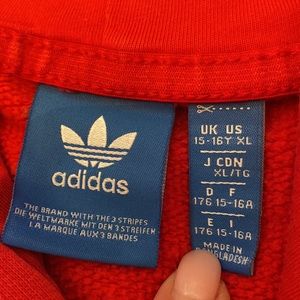 adidas
THE BRAND WITH THE 3 STRIPES
DIE WELTMARKE MIT DEN 3 STREIFEN
LA MARQUE AUX 3 BANDES
UK US
15-16Y XL
J CDN
XL/TG
D F
176 15-16A
E I
176 15-16A
MADE IN
BANGLADESH